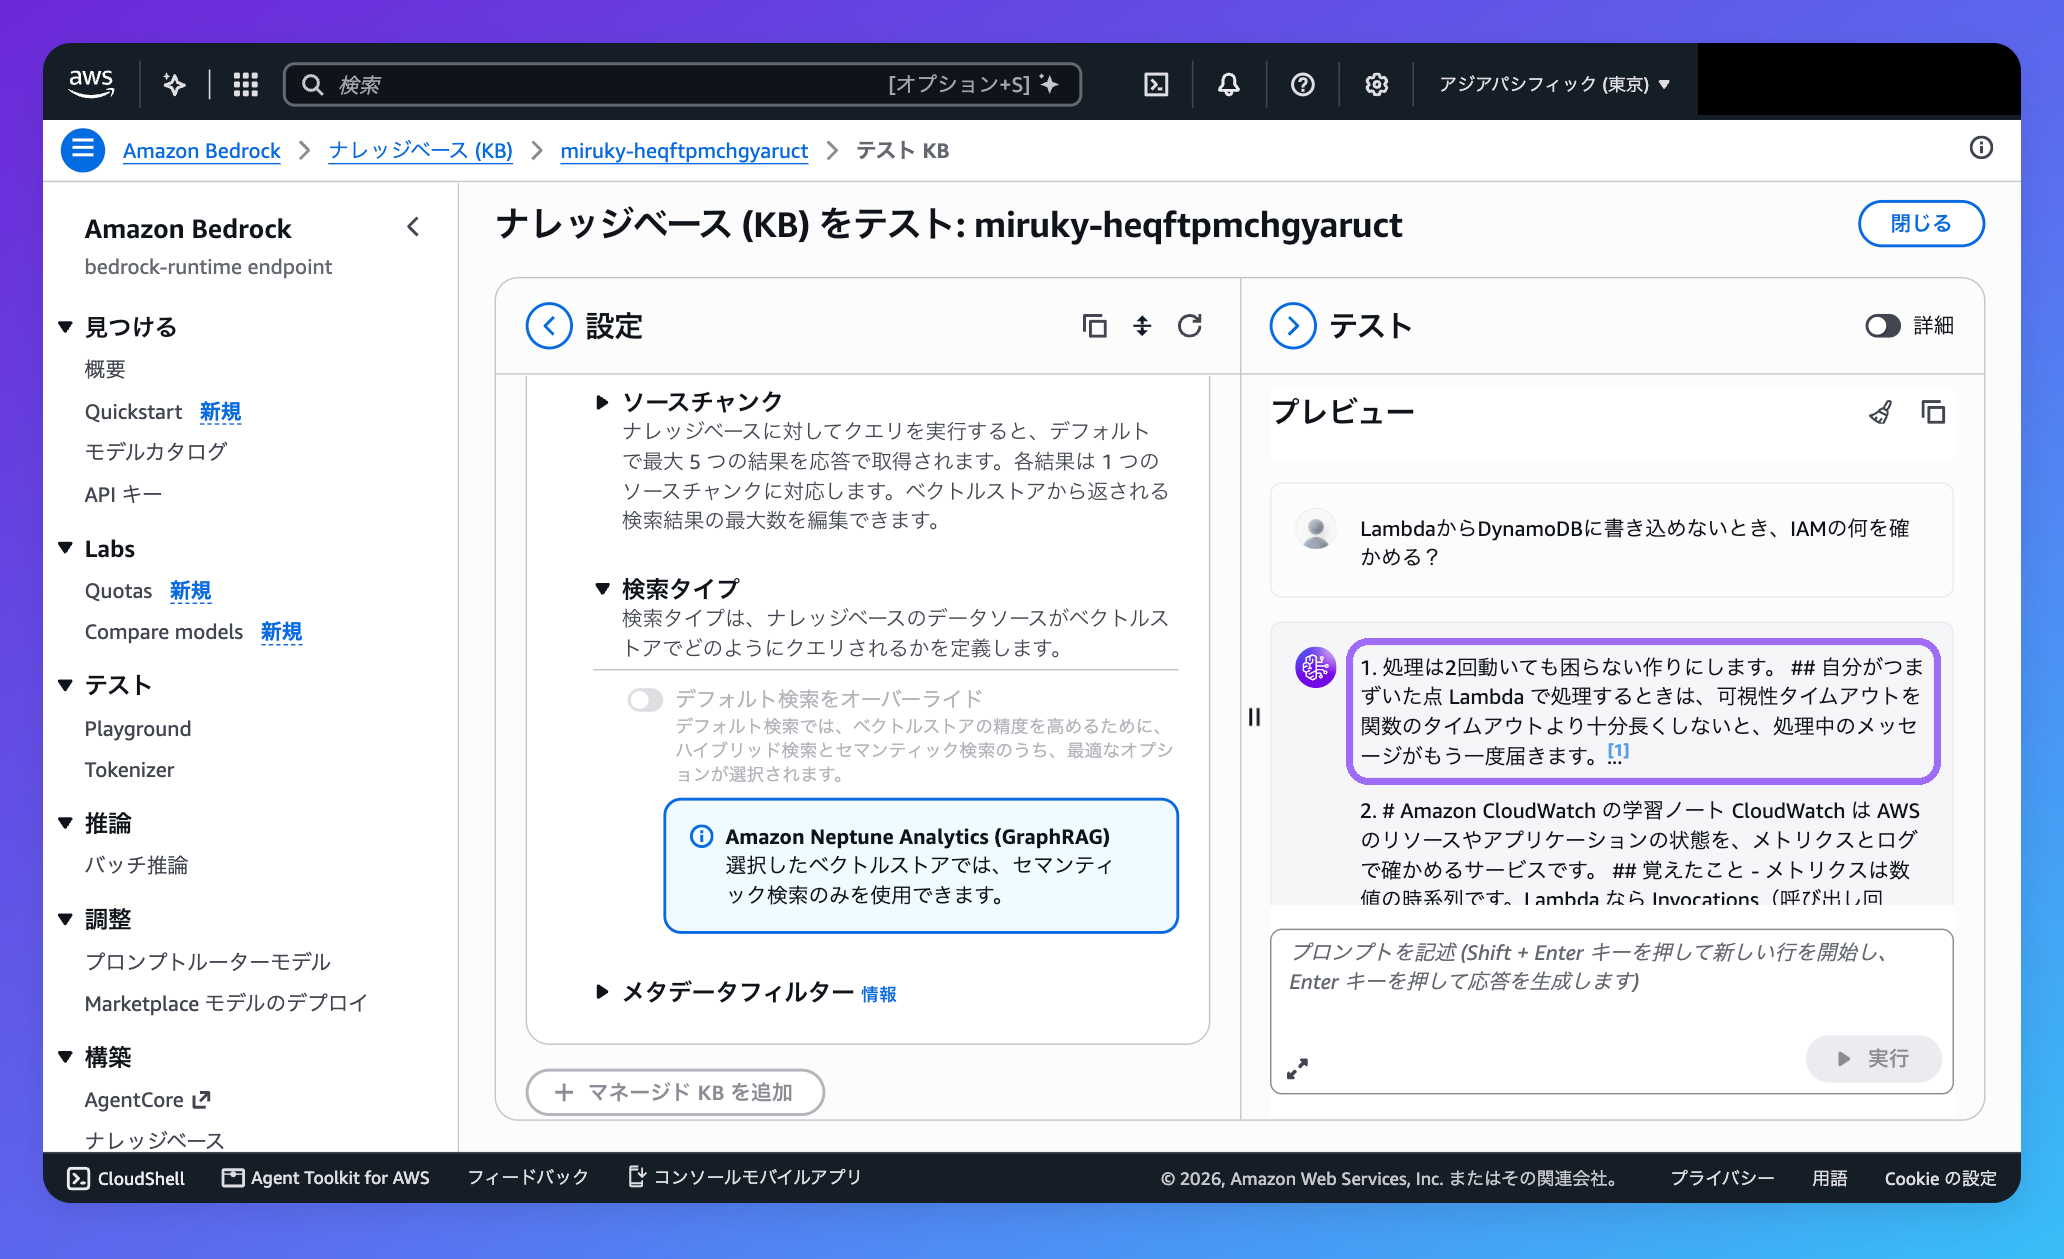 aws
検索
[オプション+S]
アジアパシフィック (東京) ▼
Amazon Bedrock > ナレッジベース (KB) > miruky-heqftpmchgyaruct > テスト KB
Amazon Bedrock
bedrock-runtime endpoint
▼ 見つける
概要
Quickstart 新規
モデルカタログ
API キー
▼ Labs
Quotas 新規
Compare models 新規
▼ テスト
Playground
Tokenizer
▼ 推論
バッチ推論
▼ 調整
プロンプトルーターモデル
Marketplace モデルのデプロイ
▼ 構築
AgentCore
ナレッジベース
ナレッジベース (KB) をテスト: miruky-heqftpmchgyaruct
閉じる
設定
▶ ソースチャンク
ナレッジベースに対してクエリを実行すると、デフォルト
で最大 5 つの結果を応答で取得されます。各結果は 1 つの
ソースチャンクに対応します。ベクトルストアから返される
検索結果の最大数を編集できます。
▼ 検索タイプ
検索タイプは、ナレッジベースのデータソースがベクトルス
トアでどのようにクエリされるかを定義します。
デフォルト検索をオーバーライド
デフォルト検索では、ベクトルストアの精度を高めるために、
ハイブリッド検索とセマンティック検索のうち、最適なオプシ
ョンが選択されます。
Amazon Neptune Analytics (GraphRAG)
選択したベクトルストアでは、セマンティ
ック検索のみを使用できます。
▶ メタデータフィルター 情報
+ マネージド KB を追加
テスト
詳細
プレビュー
LambdaからDynamoDBに書き込めないとき、IAMの何を確
かめる？
1. 処理は2回動いても困らない作りにします。 ## 自分がつま
ずいた点 Lambda で処理するときは、可視性タイムアウトを
関数のタイムアウトより十分長くしないと、処理中のメッセ
ージがもう一度届きます。... [1]
2. # Amazon CloudWatch の学習ノート CloudWatch は AWS
のリソースやアプリケーションの状態を、メトリクスとログ
で確かめるサービスです。 ## 覚えたこと - メトリクスは数
値の時系列です。Lambda なら Invocations（呼び出し回
プロンプトを記述 (Shift + Enter キーを押して新しい行を開始し、
Enter キーを押して応答を生成します)
▶ 実行
CloudShell
Agent Toolkit for AWS
フィードバック
コンソールモバイルアプリ
© 2026, Amazon Web Services, Inc. またはその関連会社。
プライバシー
用語
Cookie の設定